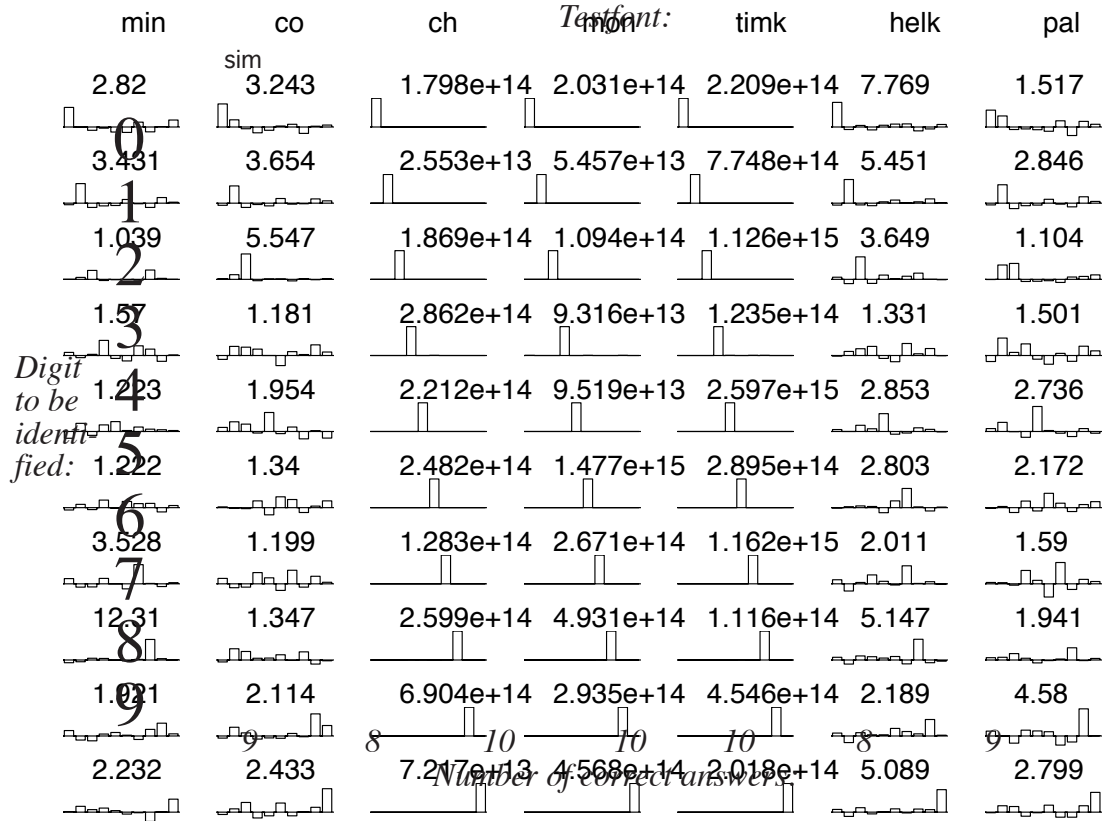 Testfont:
min co ch mon timk helk pal
sim
2.82 3.243 1.798e+14 2.031e+14 2.209e+14 7.769 1.517
0
3.431 3.654 2.553e+13 5.457e+13 7.748e+14 5.451 2.846
1
1.039 5.547 1.869e+14 1.094e+14 1.126e+15 3.649 1.104
2
1.57 1.181 2.862e+14 9.316e+13 1.235e+14 1.331 1.501
3
Digit
to be
identi-
fied:
1.223 1.954 2.212e+14 9.519e+13 2.597e+15 2.853 2.736
4
1.222 1.34 2.482e+14 1.477e+15 2.895e+14 2.803 2.172
5
6
3.528 1.199 1.283e+14 2.671e+14 1.162e+15 2.011 1.59
7
12.31 1.347 2.599e+14 4.931e+14 1.116e+14 5.147 1.941
8
1.921 2.114 6.904e+14 2.935e+14 4.546e+14 2.189 4.58
9
9 8 10 10 10 8 9
Number of correct answers:
2.232 2.433 7.217e+13 4.568e+14 2.018e+14 5.089 2.799